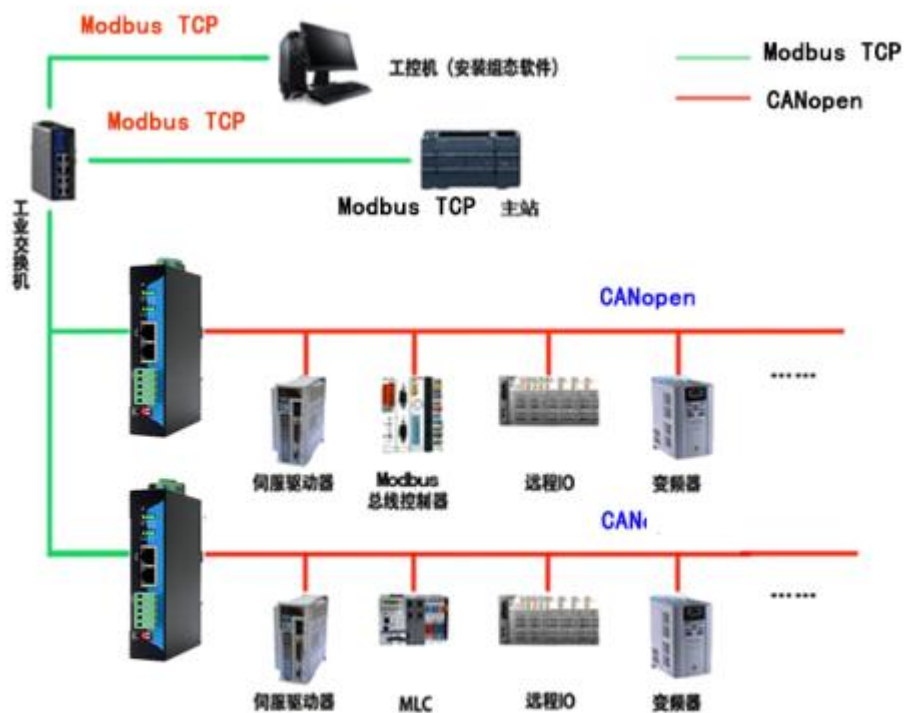 Modbus TCP
工控机（安装组态软件）
Modbus TCP
CANopen
Modbus TCP
Modbus TCP 主站
工业交换机
CANopen
……
伺服驱动器
Modbus
总线控制器
远程IO
变频器
CAN
……
伺服驱动器
MLC
远程IO
变频器